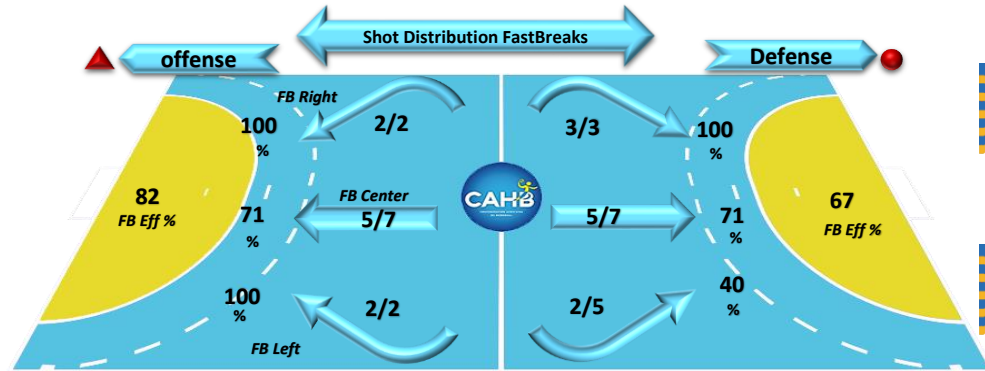 Shot Distribution FastBreaks
offense
Defense
FB Right
2/2
3/3
100
%
100
%
82
FB Eff %
FB Center
71
%
5/7
CAHB
5/7
71
%
67
FB Eff %
100
%
2/2
2/5
40
%
FB Left